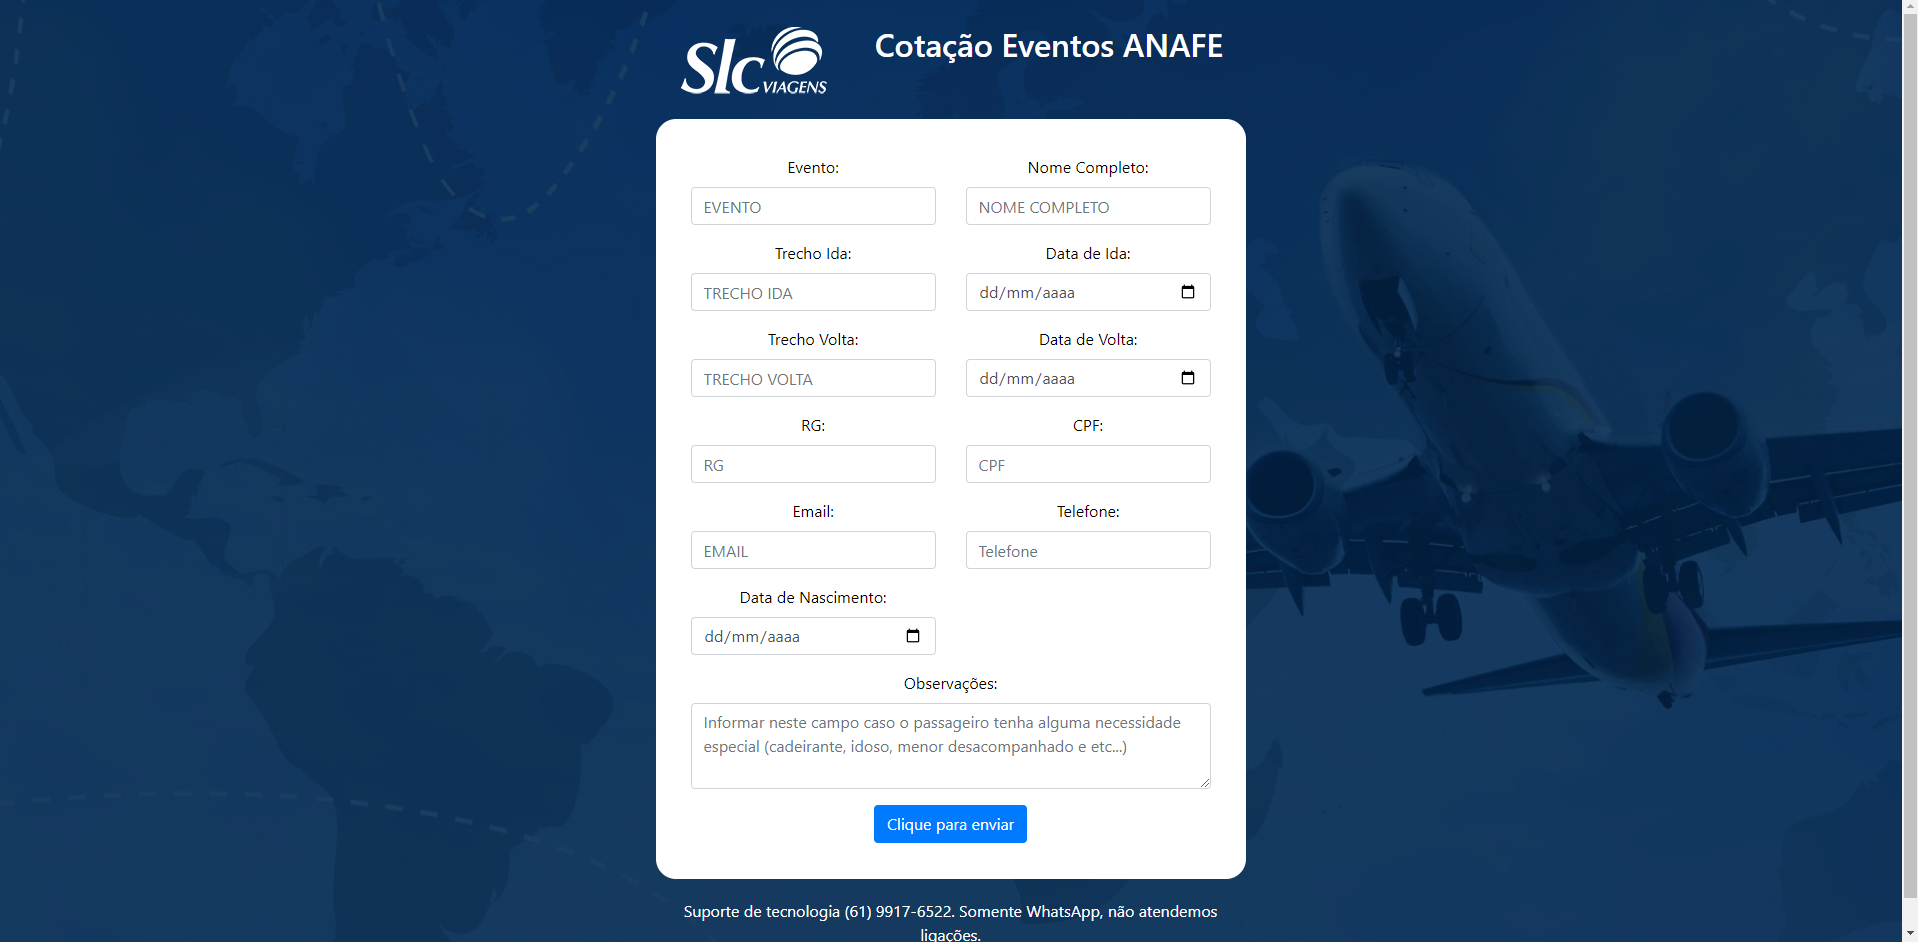 Slc VIAGENS
Cotação Eventos ANAFE
Evento:
Nome Completo:
EVENTO
NOME COMPLETO
Trecho Ida:
Data de Ida:
TRECHO IDA
dd/mm/aaaa
Trecho Volta:
Data de Volta:
TRECHO VOLTA
dd/mm/aaaa
RG:
CPF:
RG
CPF
Email:
Telefone:
EMAIL
Telefone
Data de Nascimento:
dd/mm/aaaa
Observações:
Informar neste campo caso o passageiro tenha alguma necessidade
especial (cadeirante, idoso, menor desacompanhado e etc...)
Clique para enviar
Suporte de tecnologia (61) 9917-6522. Somente WhatsApp, não atendemos
ligações.